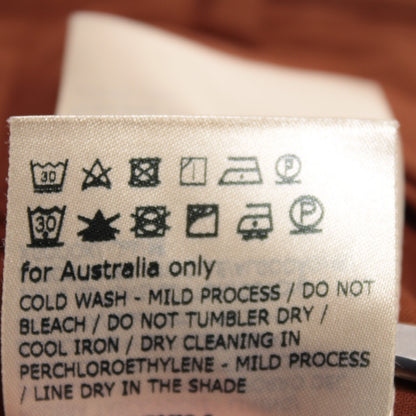 30 P
30 P
for Australia only
COLD WASH - MILD PROCESS / DO NOT
BLEACH / DO NOT TUMBLER DRY /
COOL IRON / DRY CLEANING IN
PERCHLOROETHYLENE - MILD PROCESS
/ LINE DRY IN THE SHADE